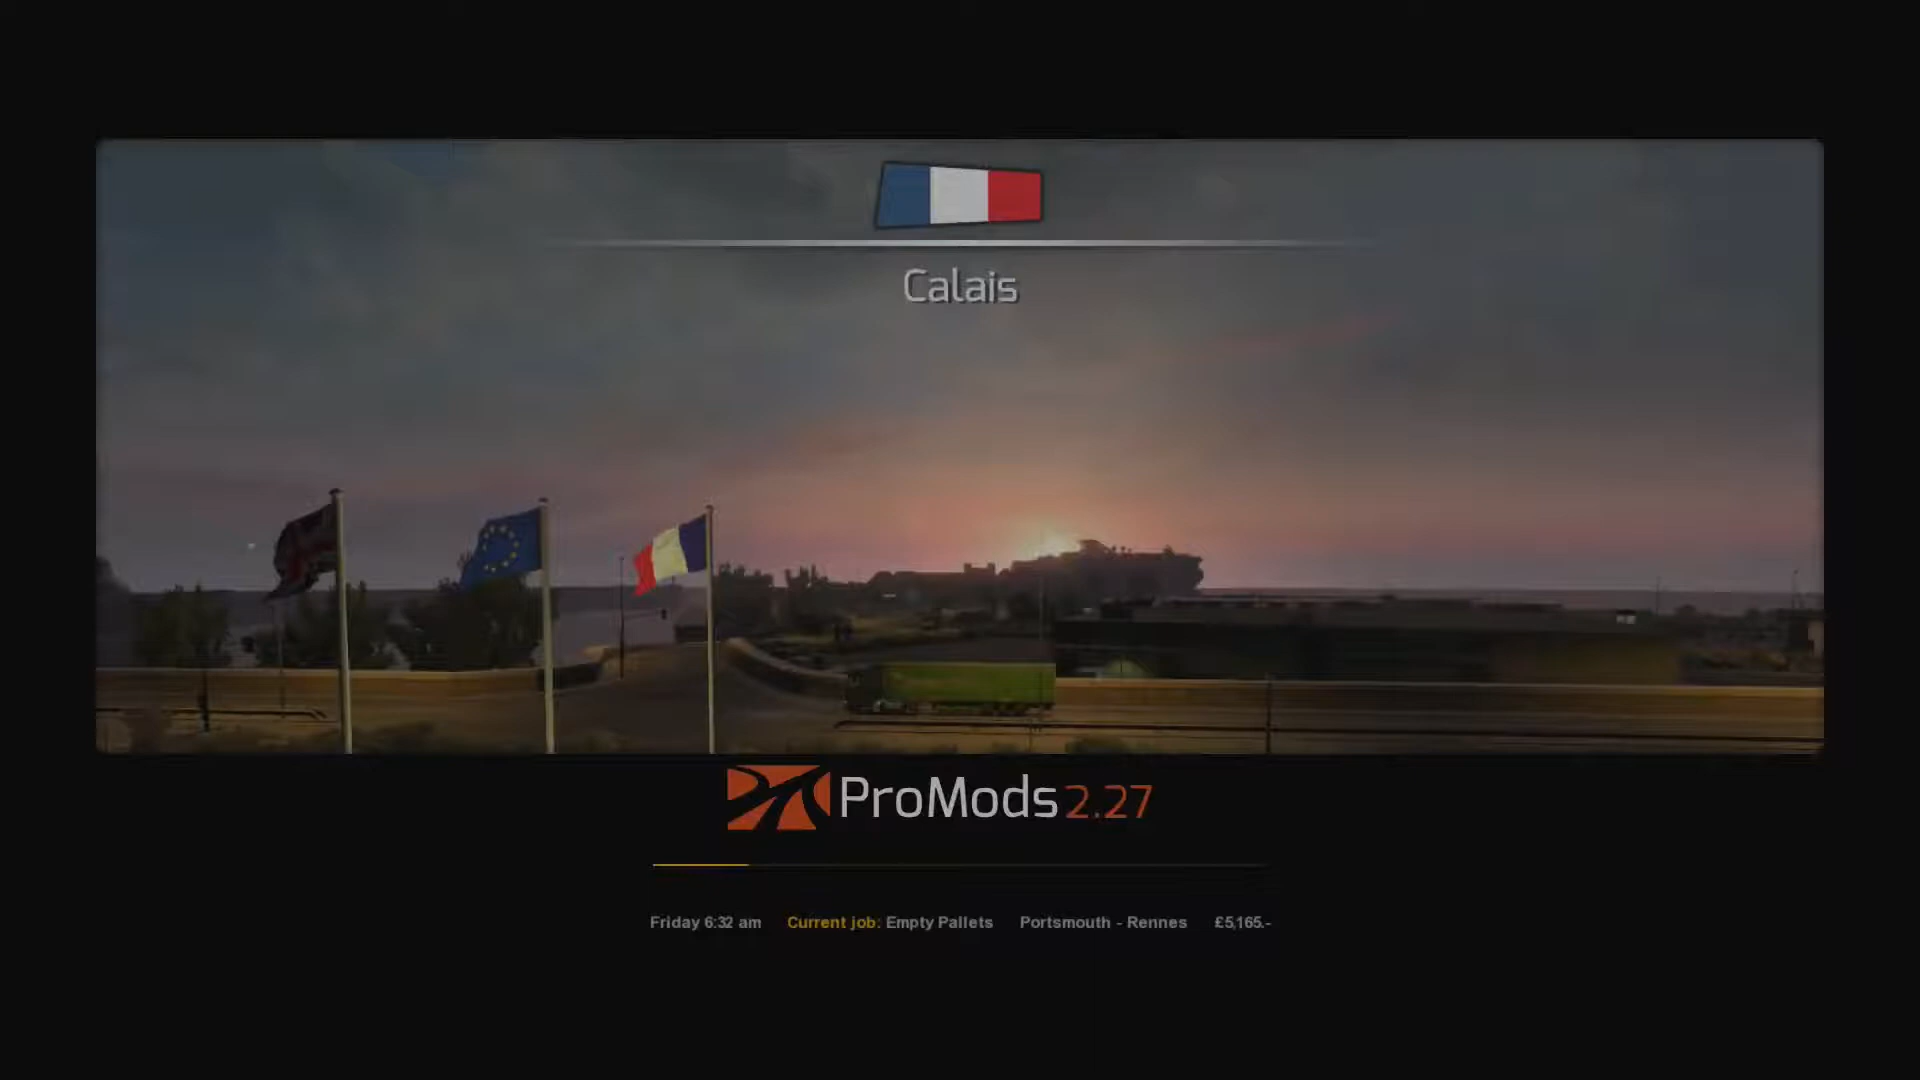 Calais
ProMods 2.27
Friday 6:32 am Current job: Empty Pallets Portsmouth - Rennes £5,165.-